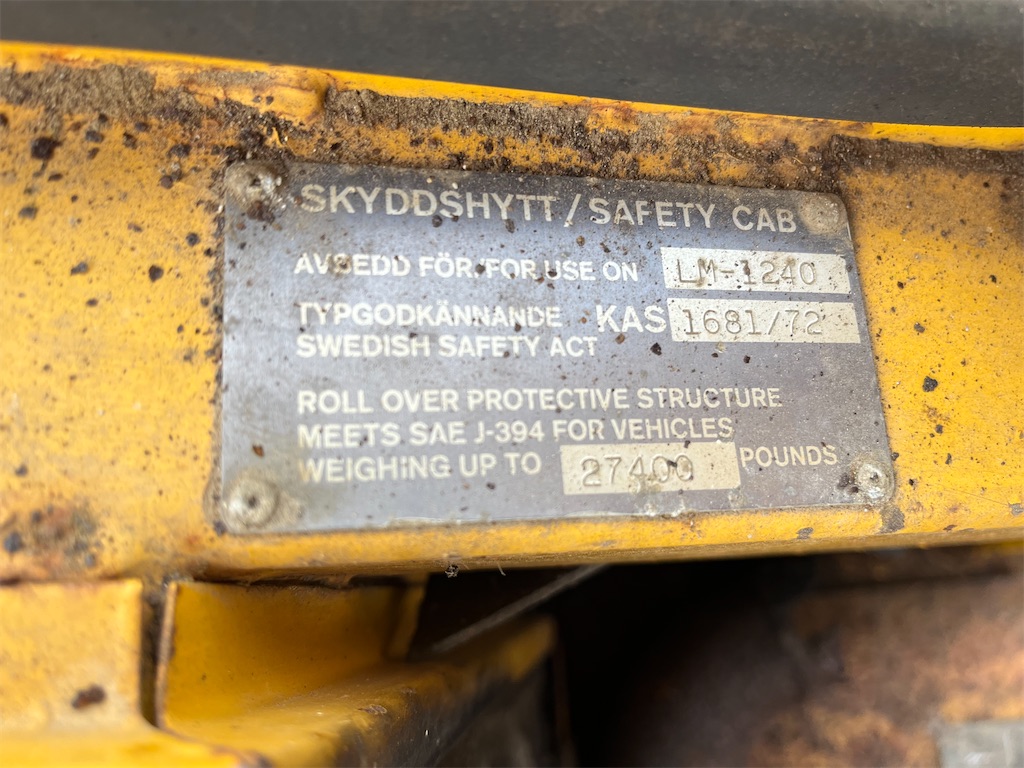 SKYDDSHYTT/SAFETY CAB
AVSEDD FÖR/FOR USE ON LM-1240
TYPGODKÄNNANDE KAS 1681/72
SWEDISH SAFETY ACT
ROLL OVER PROTECTIVE STRUCTURE
MEETS SAE J-394 FOR VEHICLES
WEIGHING UP TO 27400 POUNDS